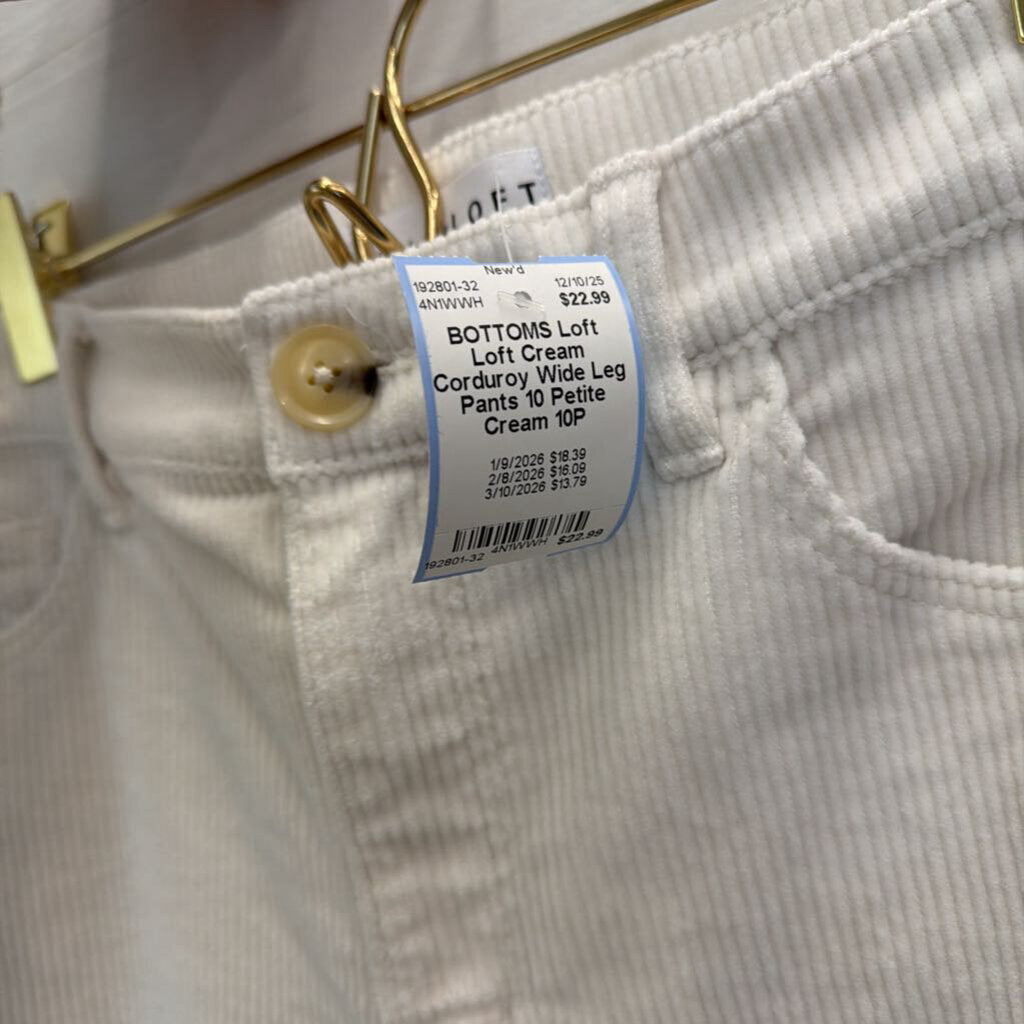 LOFT
New'd
192801-32 12/10/25
4N1WWH $22.99
BOTTOMS Loft
Loft Cream
Corduroy Wide Leg
Pants 10 Petite
Cream 10P
1/9/2026 $18.39
2/8/2026 $16.09
3/10/2026 $13.79
192801-32 4N1WWH $22.99